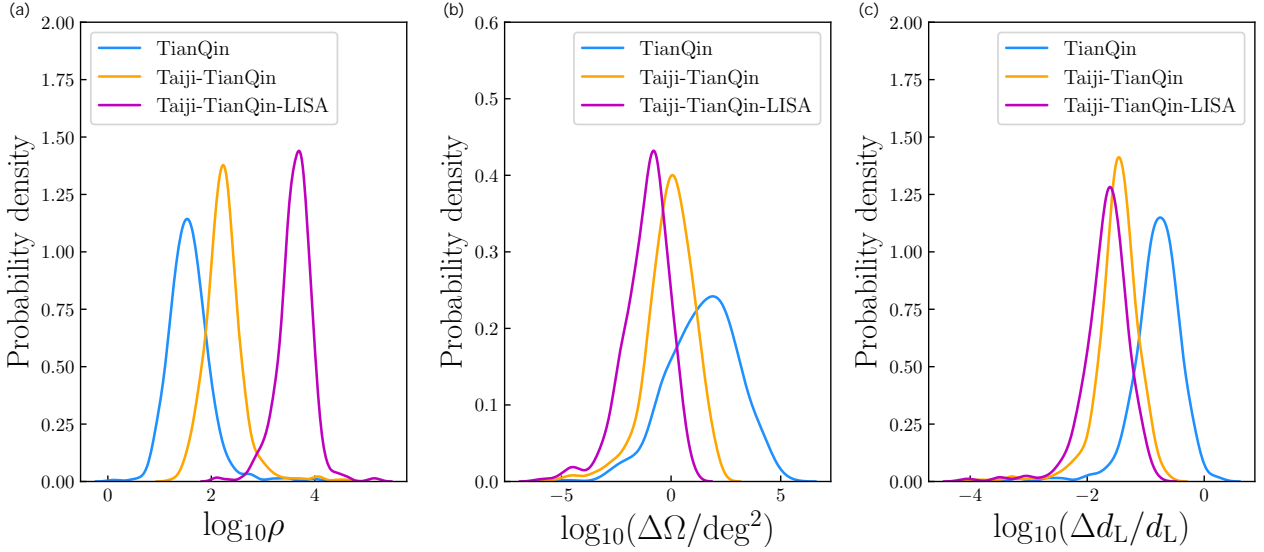 (a)
TianQin
Taiji-TianQin
Taiji-TianQin-LISA
Probability density
2.00
1.75
1.50
1.25
1.00
0.75
0.50
0.25
0.00
0 2 4
log₁₀ρ
(b)
TianQin
Taiji-TianQin
Taiji-TianQin-LISA
Probability density
0.6
0.5
0.4
0.3
0.2
0.1
0.0
−5 0 5
log₁₀(ΔΩ/deg²)
(c)
TianQin
Taiji-TianQin
Taiji-TianQin-LISA
Probability density
2.00
1.75
1.50
1.25
1.00
0.75
0.50
0.25
0.00
−4 −2 0
log₁₀(Δd_L/d_L)